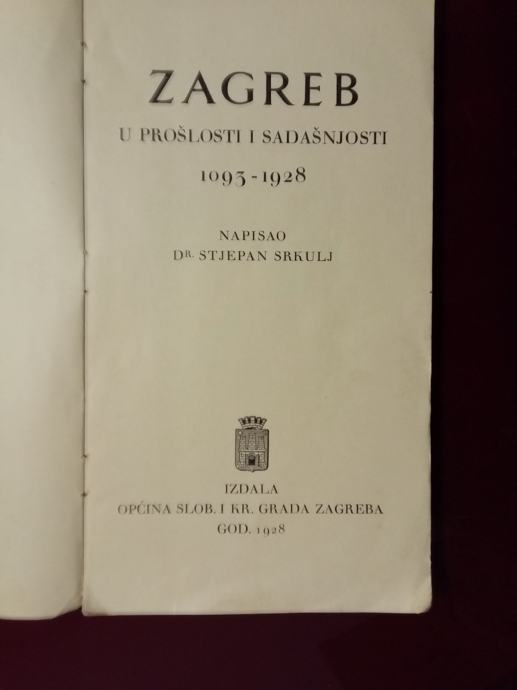 ZAGREB
U PROŠLOSTI I SADAŠNJOSTI
1093-1928
NAPISAO
DR. STJEPAN SRKULJ
IZDALA
OPĆINA SLOB. I KR. GRADA ZAGREBA
GOD. 1928